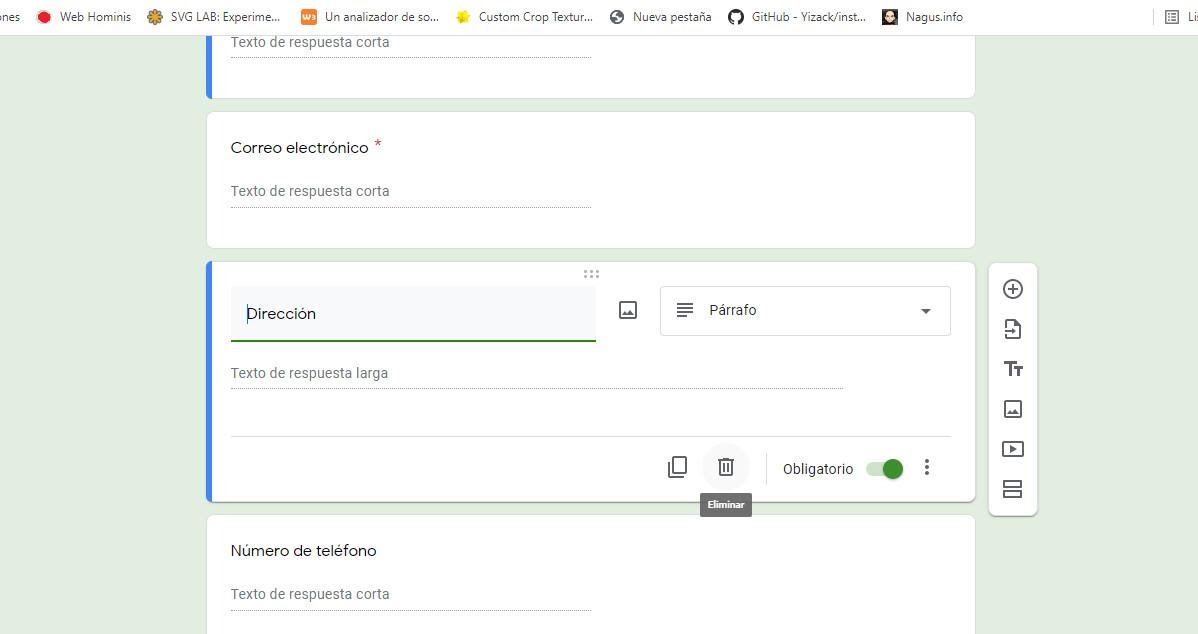 ones Web Hominis SVG LAB: Experime... W3 Un analizador de so... Custom Crop Textur... Nueva pestaña GitHub - Yizack/inst... Nagus.info Lis
Texto de respuesta corta
Correo electrónico *
Texto de respuesta corta
Dirección Párrafo
Texto de respuesta larga
Obligatorio
Eliminar
Número de teléfono
Texto de respuesta corta